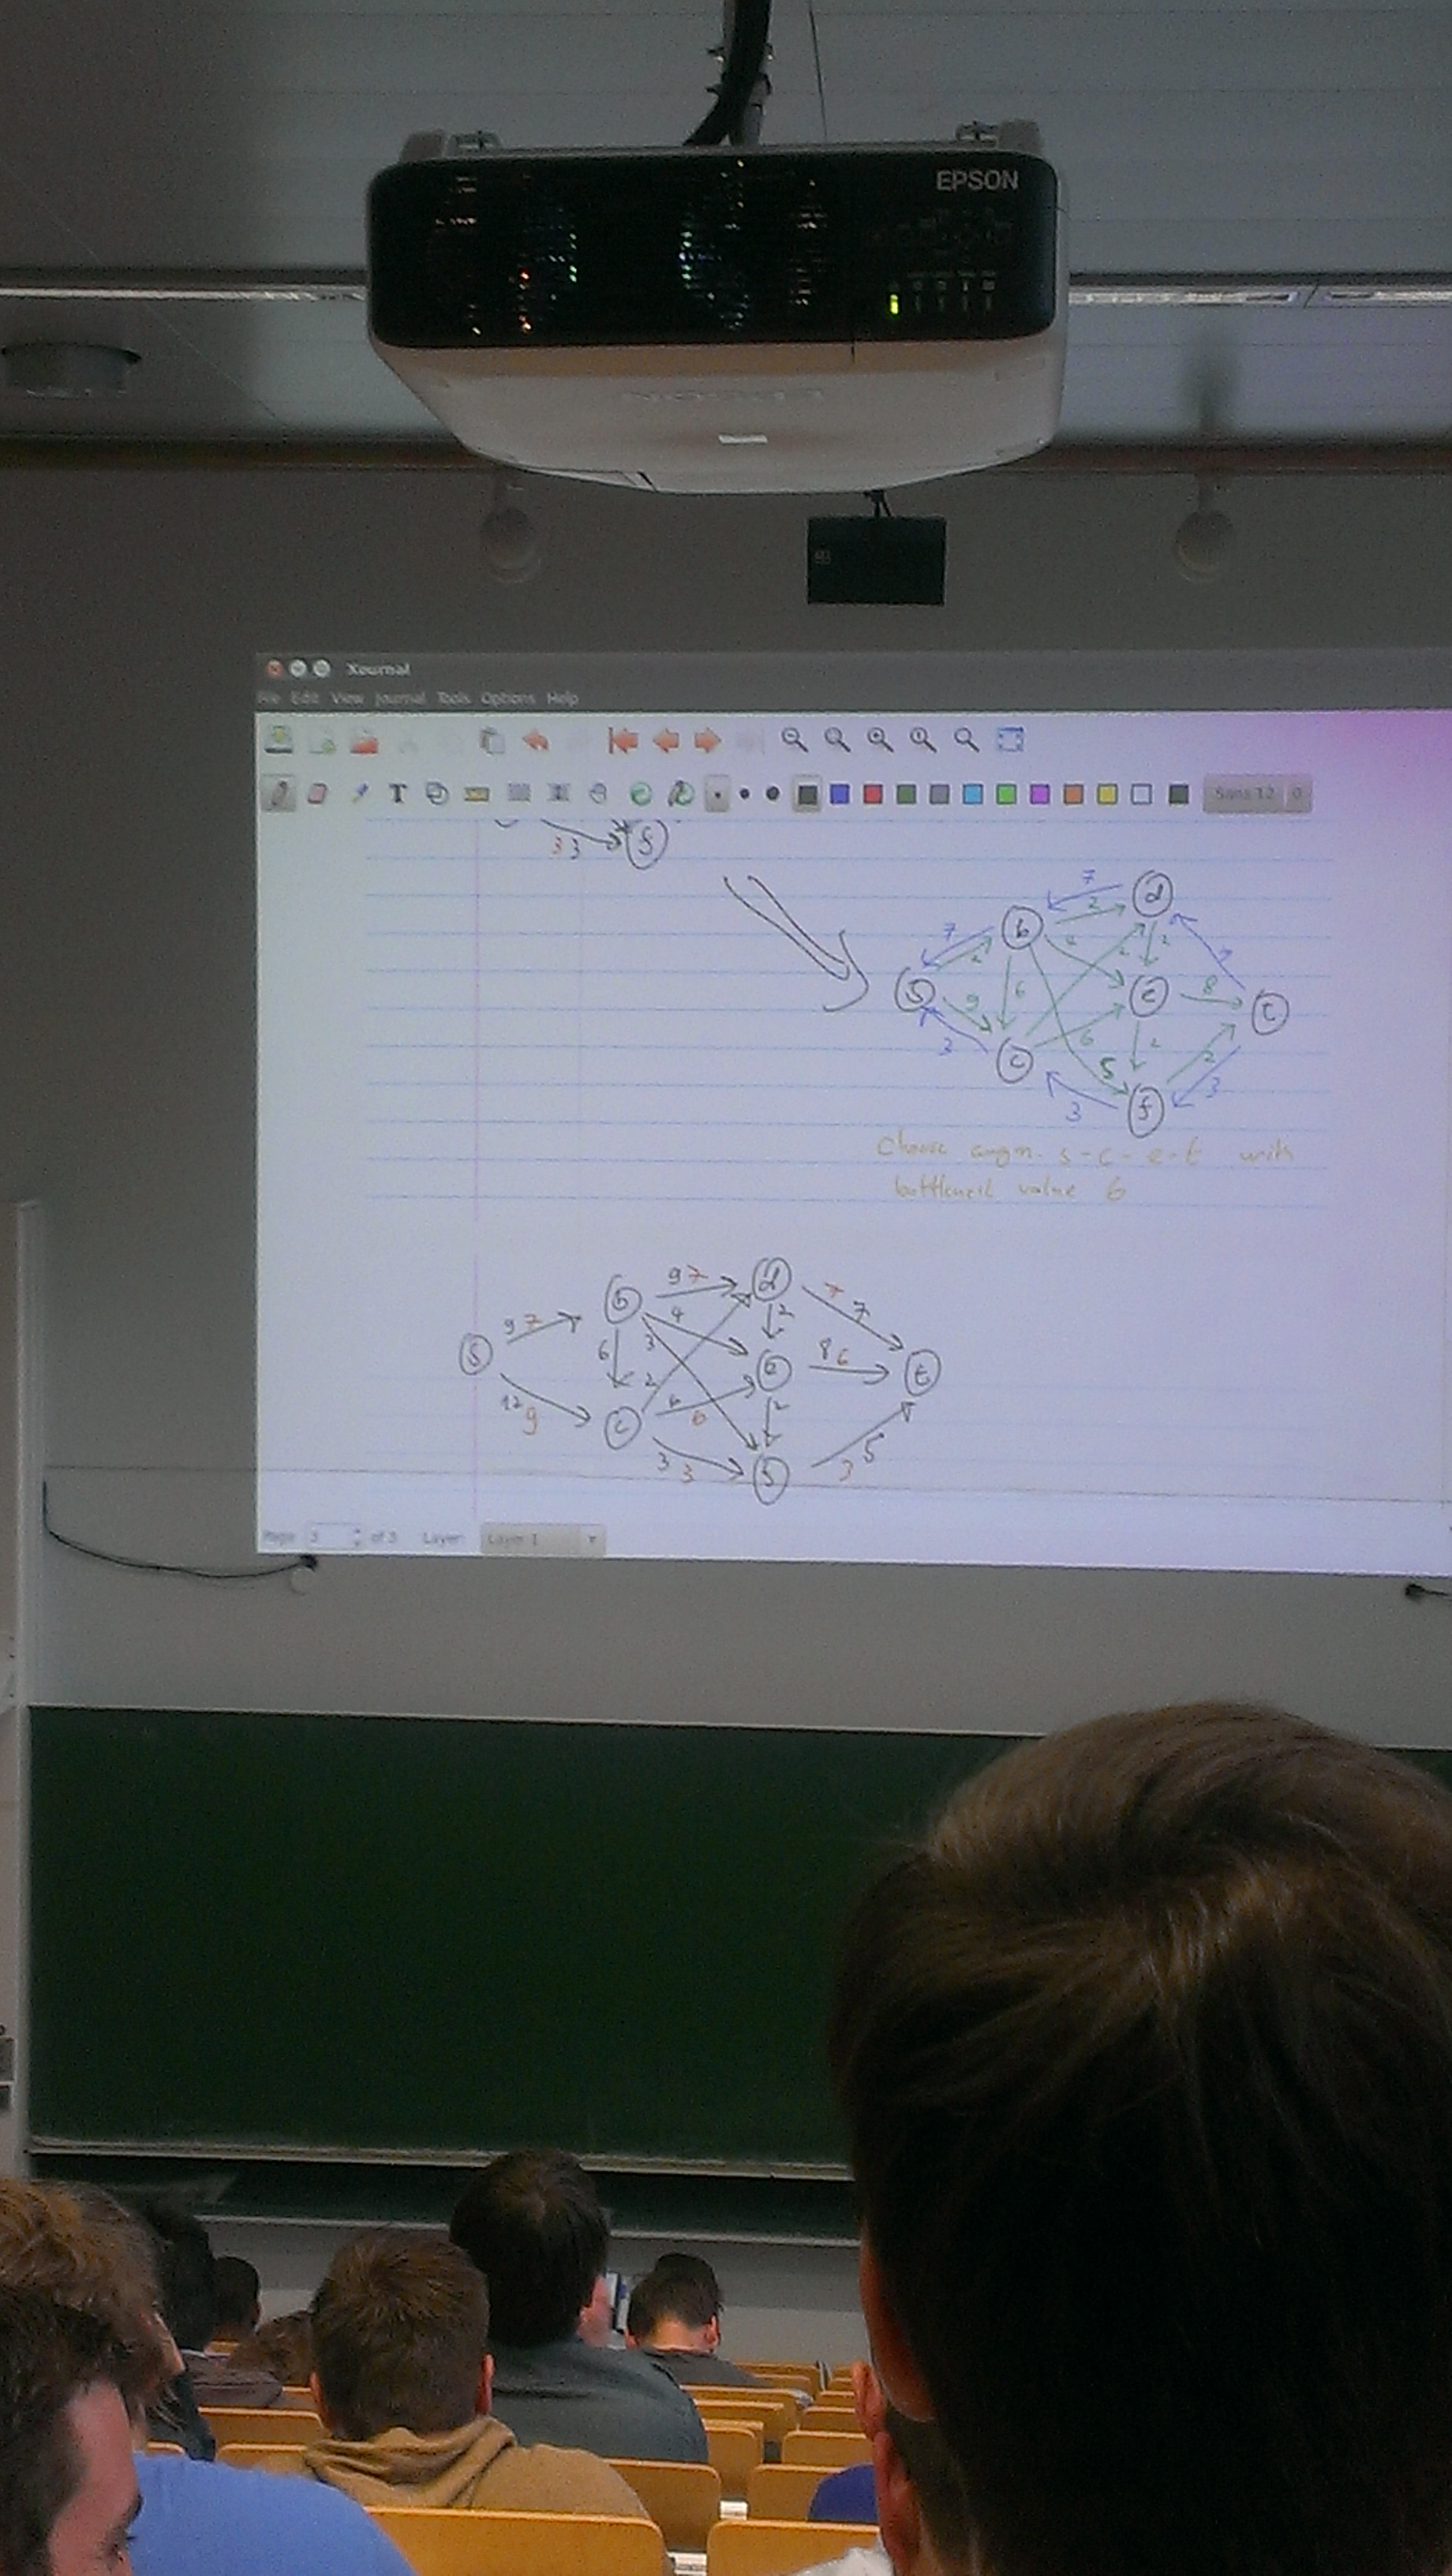 EPSON
Xournal
File Edit View Journal Tools Options Help
T
Sans 12
3 3
f
7
d
b
2
7
2
4
2
2
7
s
9
6
e
8
t
c
6
2
2
3
5
3
3
f
Choose augm. s-c-e-t with
bottleneck value 6
9 7
d
7
b
4
2
7
9 7
3
6
8 6
s
e
t
2
12 9
6
6
2
c
5
3 3
3
f
Page 3 of 3 Layer: Layer 1